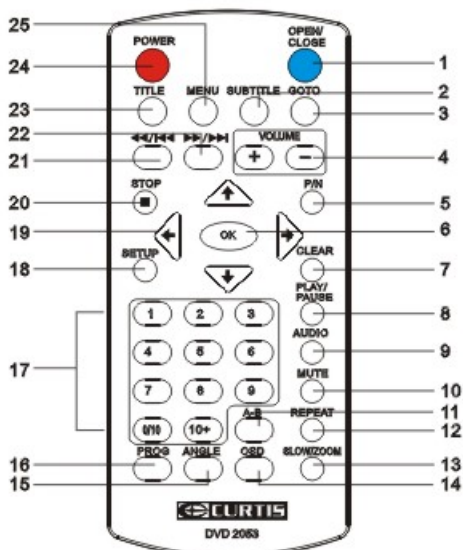 25
POWER
OPEN/
CLOSE
24
1
TITLE
MENU
SUBTITLE
GOTO
2
23
3
22
VOLUME
+
−
21
4
STOP
P/N
20
5
19
OK
6
SETUP
CLEAR
18
7
PLAY/
PAUSE
8
1
2
3
AUDIO
9
17
4
5
6
MUTE
10
7
8
9
A-B
REPEAT
11
0/10
10+
12
PROG
ANGLE
OSD
SLOW/ZOOM
16
13
15
14
CURTIS
DVD 2053